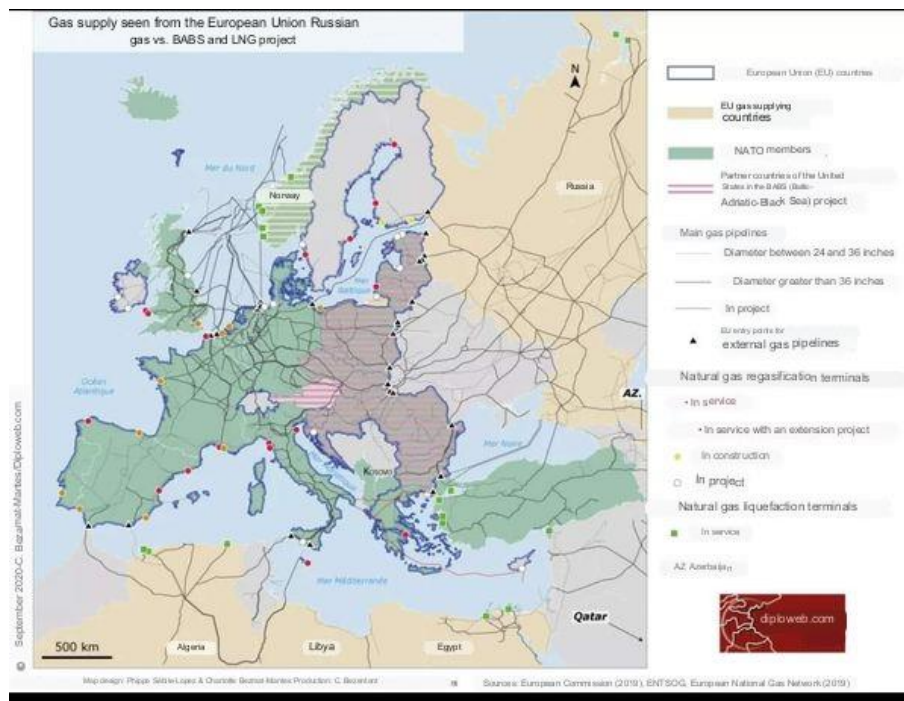 Gas supply seen from the European Union Russian
gas vs. BABS and LNG project
N
Mer du Nord
Norway
Russia
Mer
Baltique
Océan
Atlantique
AZ.
Mer Noire
Kosovo
Mer Méditerranée
Qatar
500 km
Algeria
Libya
Egypt
European Union (EU) countries
EU gas supplying
countries
NATO members
Partner countries of the United
States in the BABS (Baltic-
Adriatic-Black Sea) project
Main gas pipelines
Diameter between 24 and 36 inches
Diameter greater than 36 inches
In project
EU entry points for
external gas pipelines
Natural gas regasification terminals
• In service
• In service with an extension project
In construction
In project
Natural gas liquefaction terminals
In service
AZ Azerbaijan
diploweb.com
© September 2020-C. Bezamat-Mantes/Diploweb.com
Map design: & Charlotte Production: C.
Sources: European Commission (2019), ENTSOG, European National Gas Network (2019)